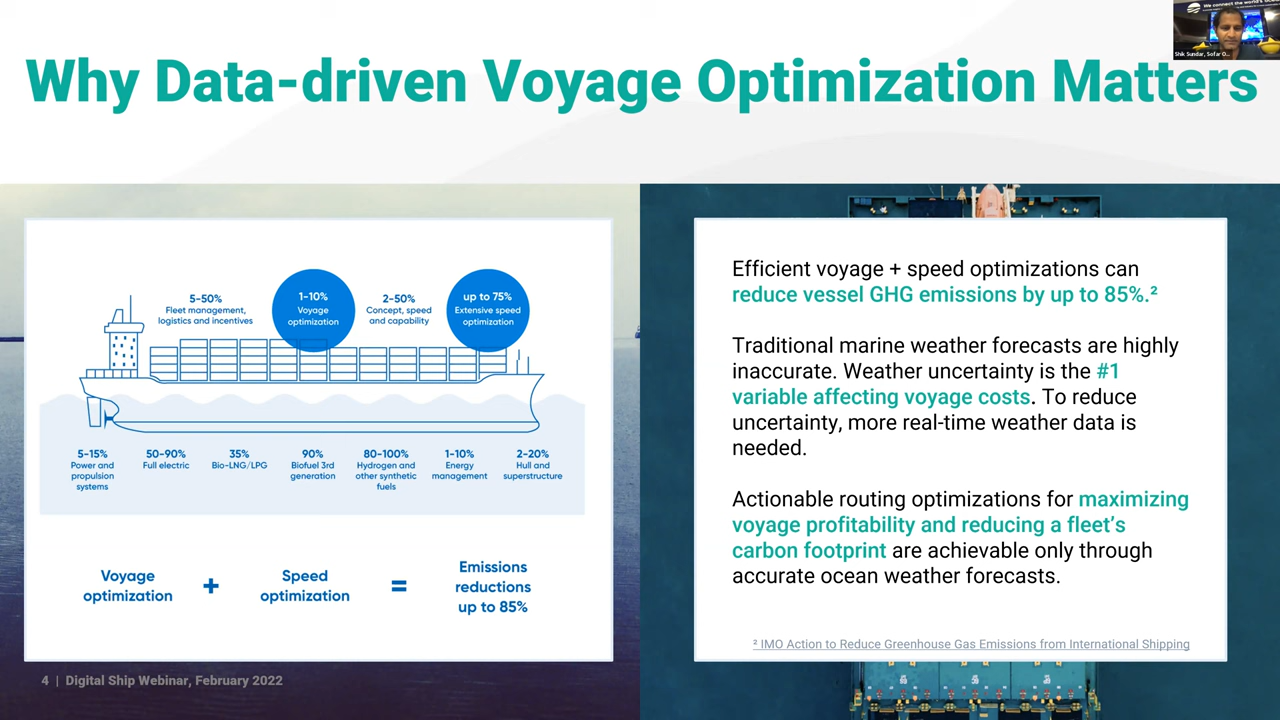 We connect the world's
Shik Sundar, Sofar O...
Why Data-driven Voyage Optimization Matters
5-50%
Fleet management,
logistics and incentives
1-10%
Voyage
optimization
2-50%
Concept, speed
and capability
up to 75%
Extensive speed
optimization
5-15%
Power and
propulsion
systems
50-90%
Full electric
35%
Bio-LNG/LPG
90%
Biofuel 3rd
generation
80-100%
Hydrogen and
other synthetic
fuels
1-10%
Energy
management
2-20%
Hull and
superstructure
Voyage
optimization
+
Speed
optimization
=
Emissions
reductions
up to 85%
Efficient voyage + speed optimizations can
reduce vessel GHG emissions by up to 85%.²
Traditional marine weather forecasts are highly
inaccurate. Weather uncertainty is the #1
variable affecting voyage costs. To reduce
uncertainty, more real-time weather data is
needed.
Actionable routing optimizations for maximizing
voyage profitability and reducing a fleet's
carbon footprint are achievable only through
accurate ocean weather forecasts.
² IMO Action to Reduce Greenhouse Gas Emissions from International Shipping
4 | Digital Ship Webinar, February 2022